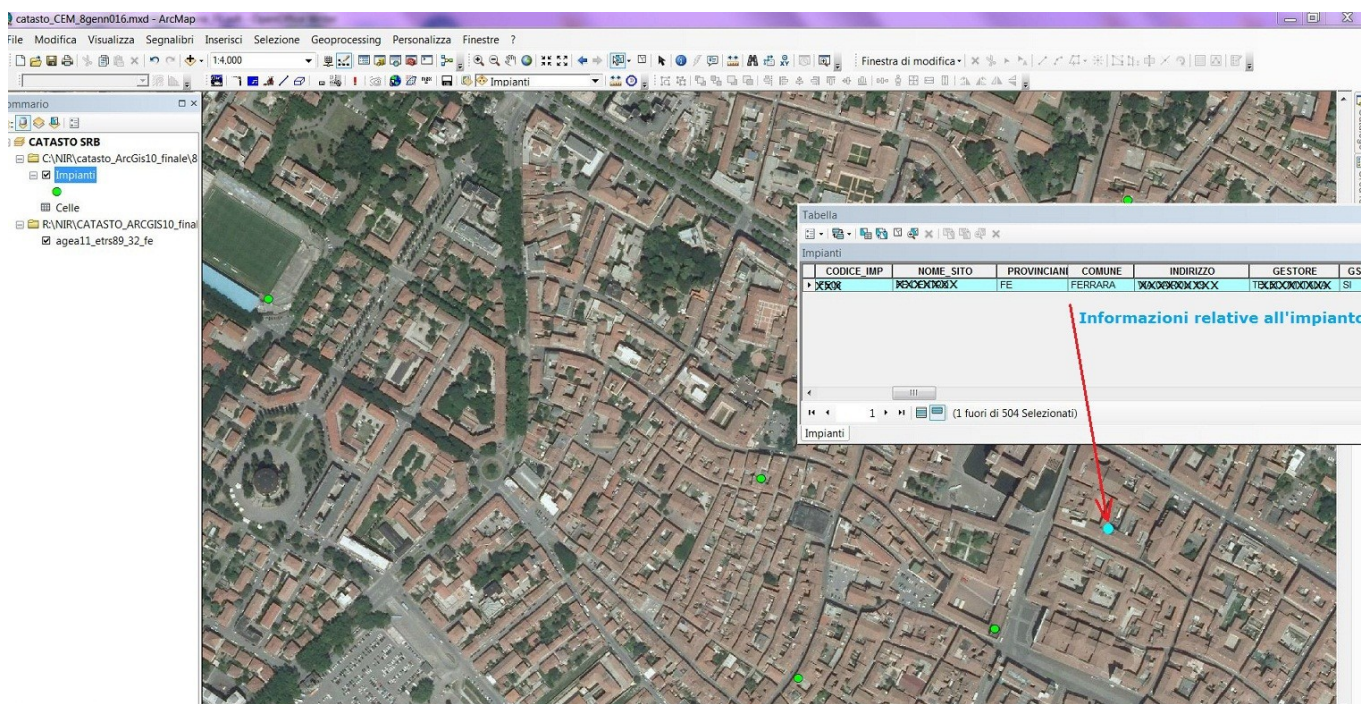 catasto_CEM_8genn016.mxd - ArcMap
File Modifica Visualizza Segnalibri Inserisci Selezione Geoprocessing Personalizza Finestre ?
1:4,000
Finestra di modifica
Impianti
ommario
CATASTO SRB
C:\NIR\catasto_ArcGis10_finale\8
Impianti
Celle
R:\NIR\CATASTO_ARCGIS10_final
agea11_etrs89_32_fe
Tabella
Impianti
CODICE_IMP NOME_SITO PROVINCIANI COMUNE INDIRIZZO GESTORE GS
FE FERRARA SI
Informazioni relative all'impianto
1 (1 fuori di 504 Selezionati)
Impianti